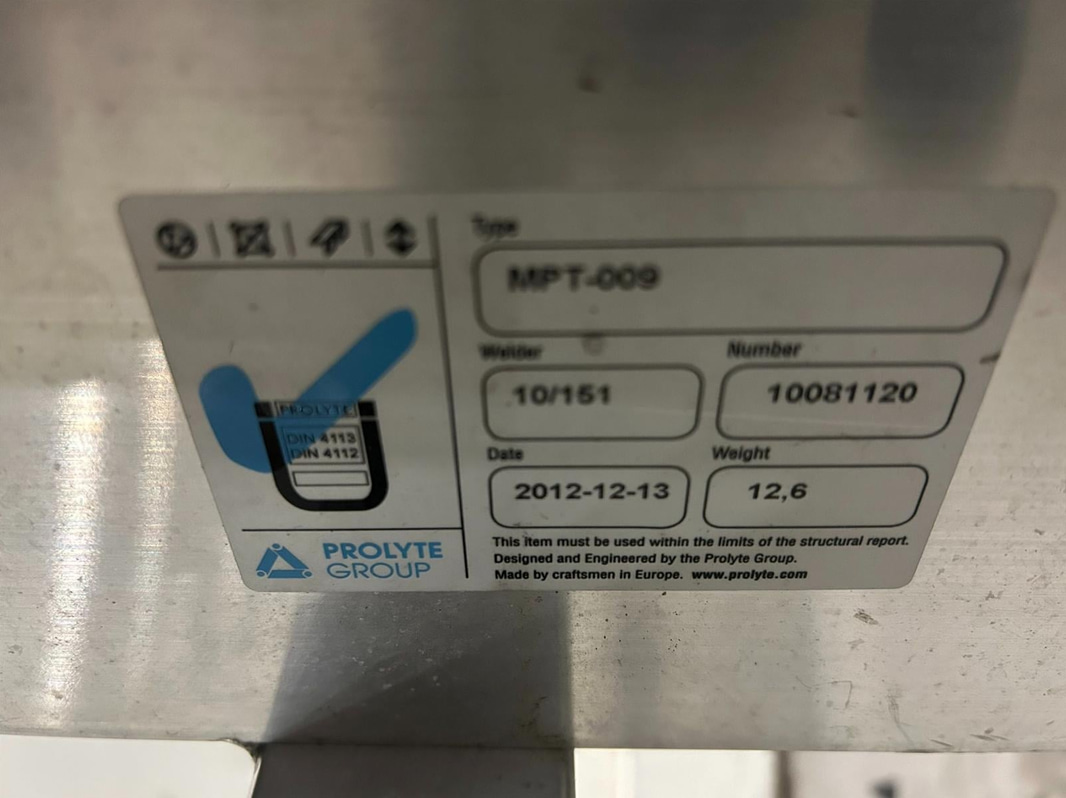 Type
MPT-009
Welder
Number
10/151
10081120
PROLYTE
DIN 4113
DIN 4112
Date
Weight
2012-12-13
12,6
This item must be used within the limits of the structural report.
Designed and Engineered by the Prolyte Group.
Made by craftsmen in Europe. www.prolyte.com
PROLYTE
GROUP